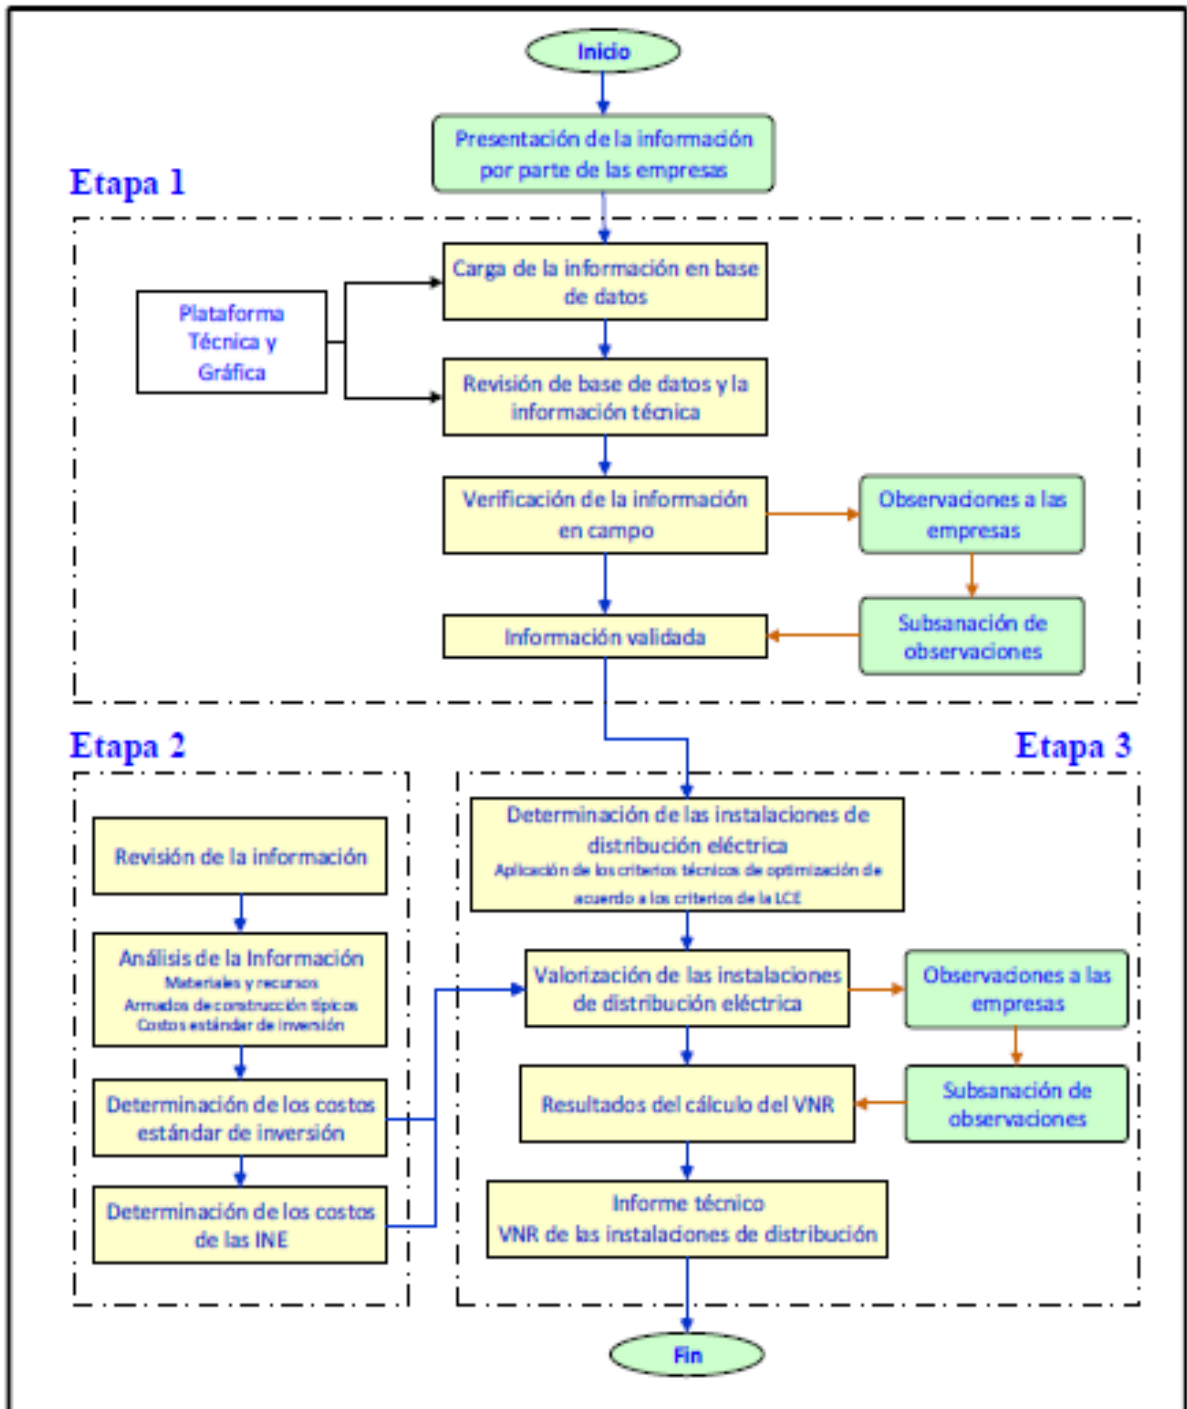 Inicio
Presentación de la información
por parte de las empresas
Etapa 1
Carga de la información en base
de datos
Plataforma
Técnica y
Gráfica
Revisión de base de datos y la
información técnica
Verificación de la información
en campo
Observaciones a las
empresas
Información validada
Subsanación de
observaciones
Etapa 2
Revisión de la información
Análisis de la Información
Materiales y recursos
Armados de construcción típicos
Costos estándar de inversión
Determinación de los costos
estándar de inversión
Determinación de los costos
de las INE
Etapa 3
Determinación de las instalaciones de
distribución eléctrica
Aplicación de los criterios técnicos de optimización de
acuerdo a los criterios de la LCE
Valorización de las instalaciones
de distribución eléctrica
Observaciones a las
empresas
Resultados del cálculo del VNR
Subsanación de
observaciones
Informe técnico
VNR de las instalaciones de distribución
Fin